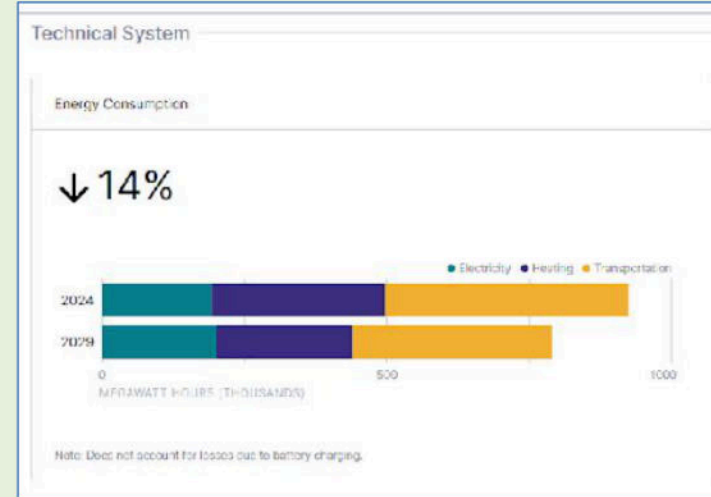 Technical System
Energy Consumption
↓ 14%
Electricity Heating Transportation
2024
2029
0 500 1000
MEGAWATT HOURS (THOUSANDS)
Note: Does not account for losses due to battery charging.